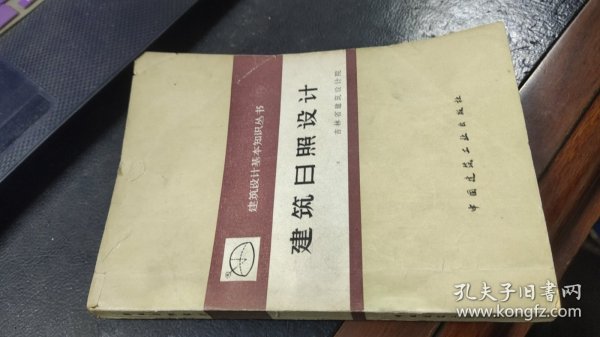 建筑设计基本知识丛书
建筑日照设计
吉林省建筑设计院
中国建筑工业出版社
孔夫子旧书网
www.kongfz.com